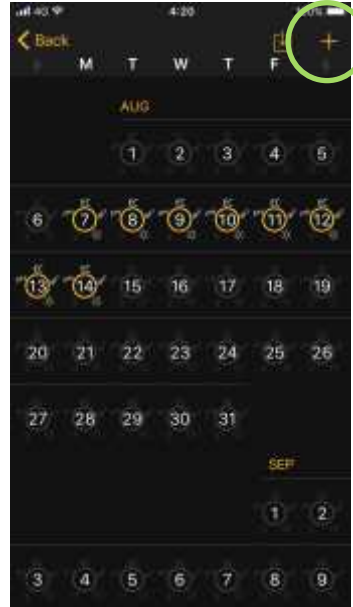 4G 4:20
Back
M T W T F
AUG
1 2 3 4 5
6 7 8 9 10 11 12
13 14 15 16 17 18 19
20 21 22 23 24 25 26
27 28 29 30 31
SEP
1 2
3 4 5 6 7 8 9